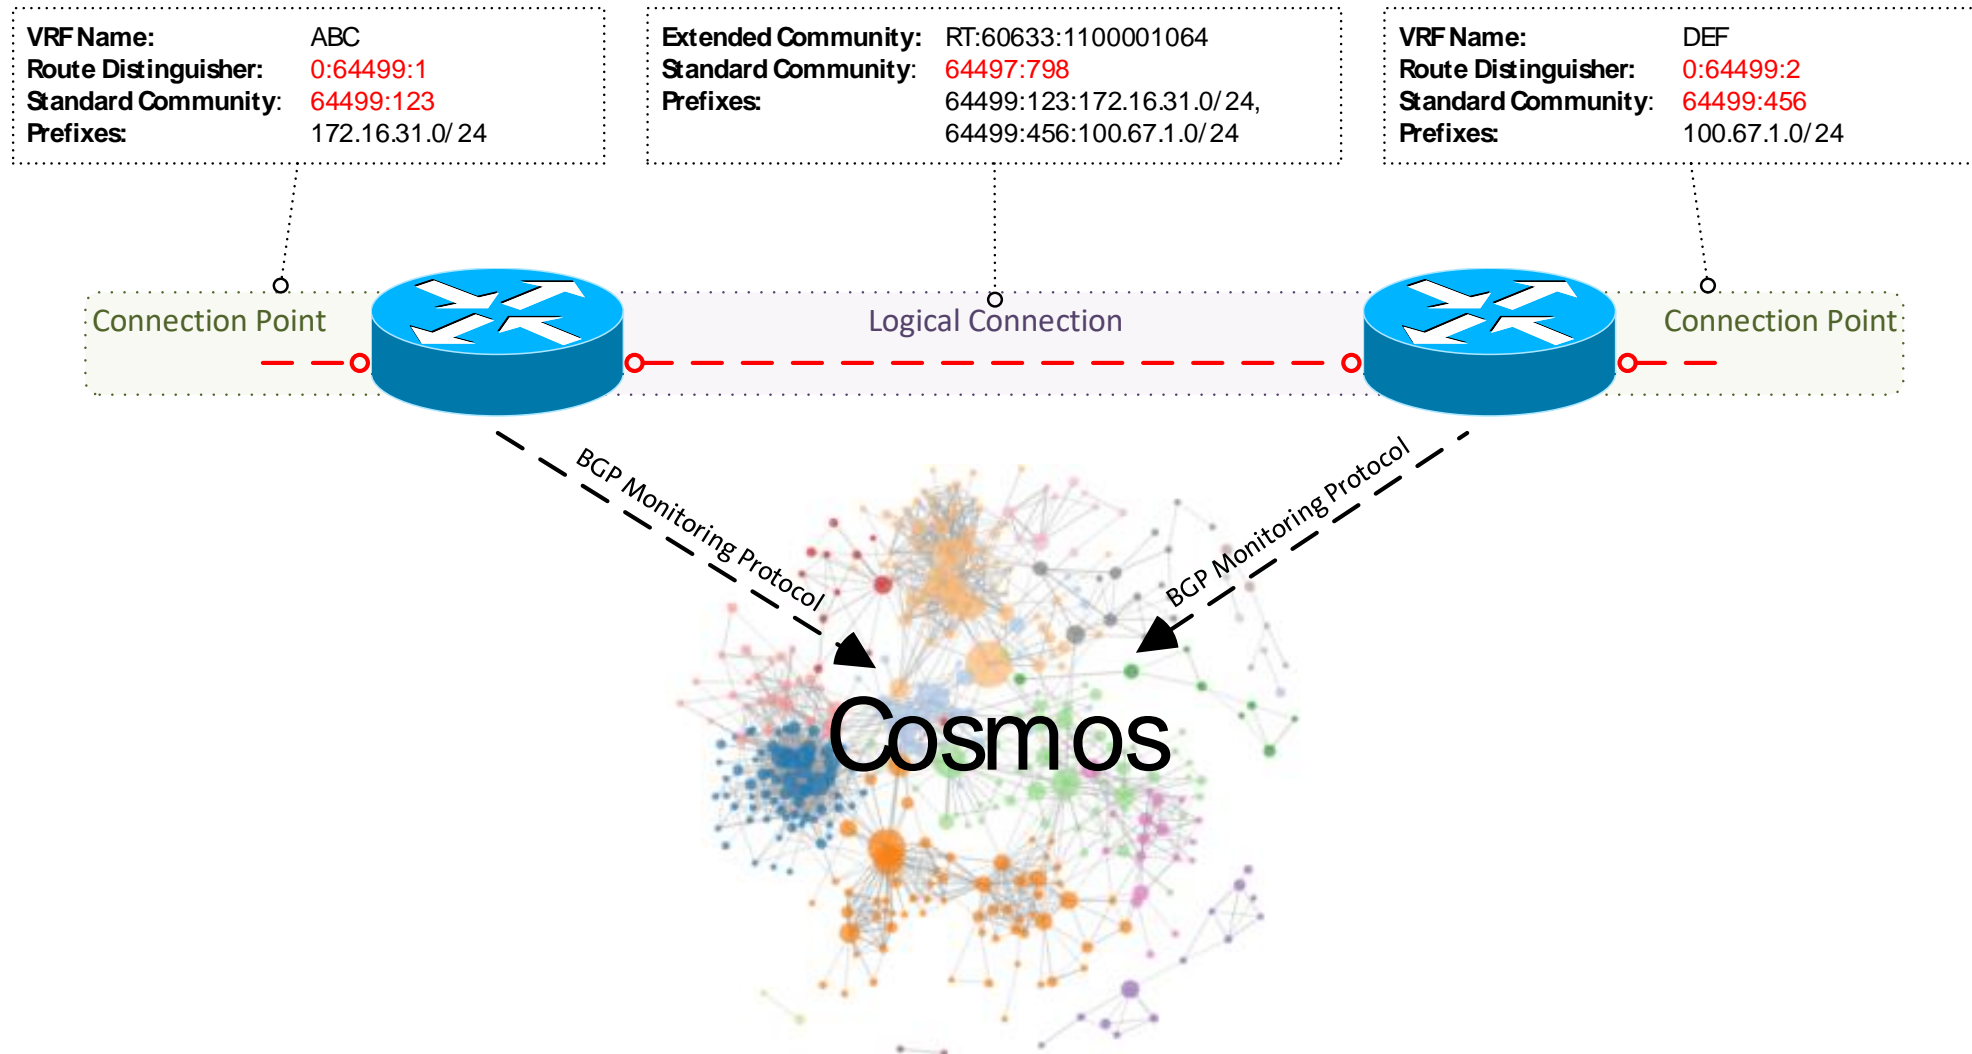 VRF Name: ABC
Route Distinguisher: 0:64499:1
Standard Community: 64499:123
Prefixes: 172.16.31.0/24
Extended Community: RT:60633:1100001064
Standard Community: 64497:798
Prefixes: 64499:123:172.16.31.0/24,
64499:456:100.67.1.0/24
VRF Name: DEF
Route Distinguisher: 0:64499:2
Standard Community: 64499:456
Prefixes: 100.67.1.0/24
Connection Point
Logical Connection
Connection Point
BGP Monitoring Protocol
BGP Monitoring Protocol
Cosmos